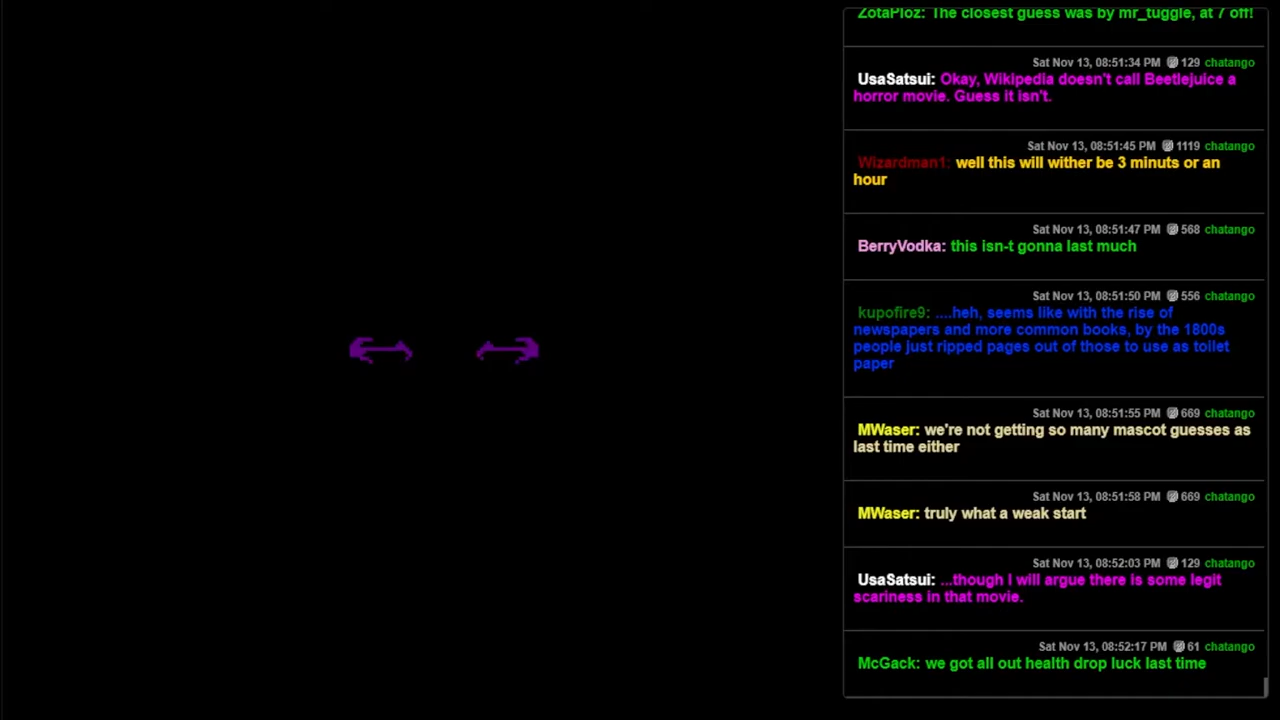 ZotaPloz: The closest guess was by mr_tuggle, at 7 off!
Sat Nov 13, 08:51:34 PM 129 chatango
UsaSatsui: Okay, Wikipedia doesn't call Beetlejuice a
horror movie. Guess it isn't.
Sat Nov 13, 08:51:45 PM 1119 chatango
Wizardman1: well this will wither be 3 minuts or an
hour
Sat Nov 13, 08:51:47 PM 568 chatango
BerryVodka: this isn-t gonna last much
Sat Nov 13, 08:51:50 PM 556 chatango
kupofire9: ....heh, seems like with the rise of
newspapers and more common books, by the 1800s
people just ripped pages out of those to use as toilet
paper
Sat Nov 13, 08:51:55 PM 669 chatango
MWaser: we're not getting so many mascot guesses as
last time either
Sat Nov 13, 08:51:58 PM 669 chatango
MWaser: truly what a weak start
Sat Nov 13, 08:52:03 PM 129 chatango
UsaSatsui: ...though I will argue there is some legit
scariness in that movie.
Sat Nov 13, 08:52:17 PM 61 chatango
McGack: we got all out health drop luck last time